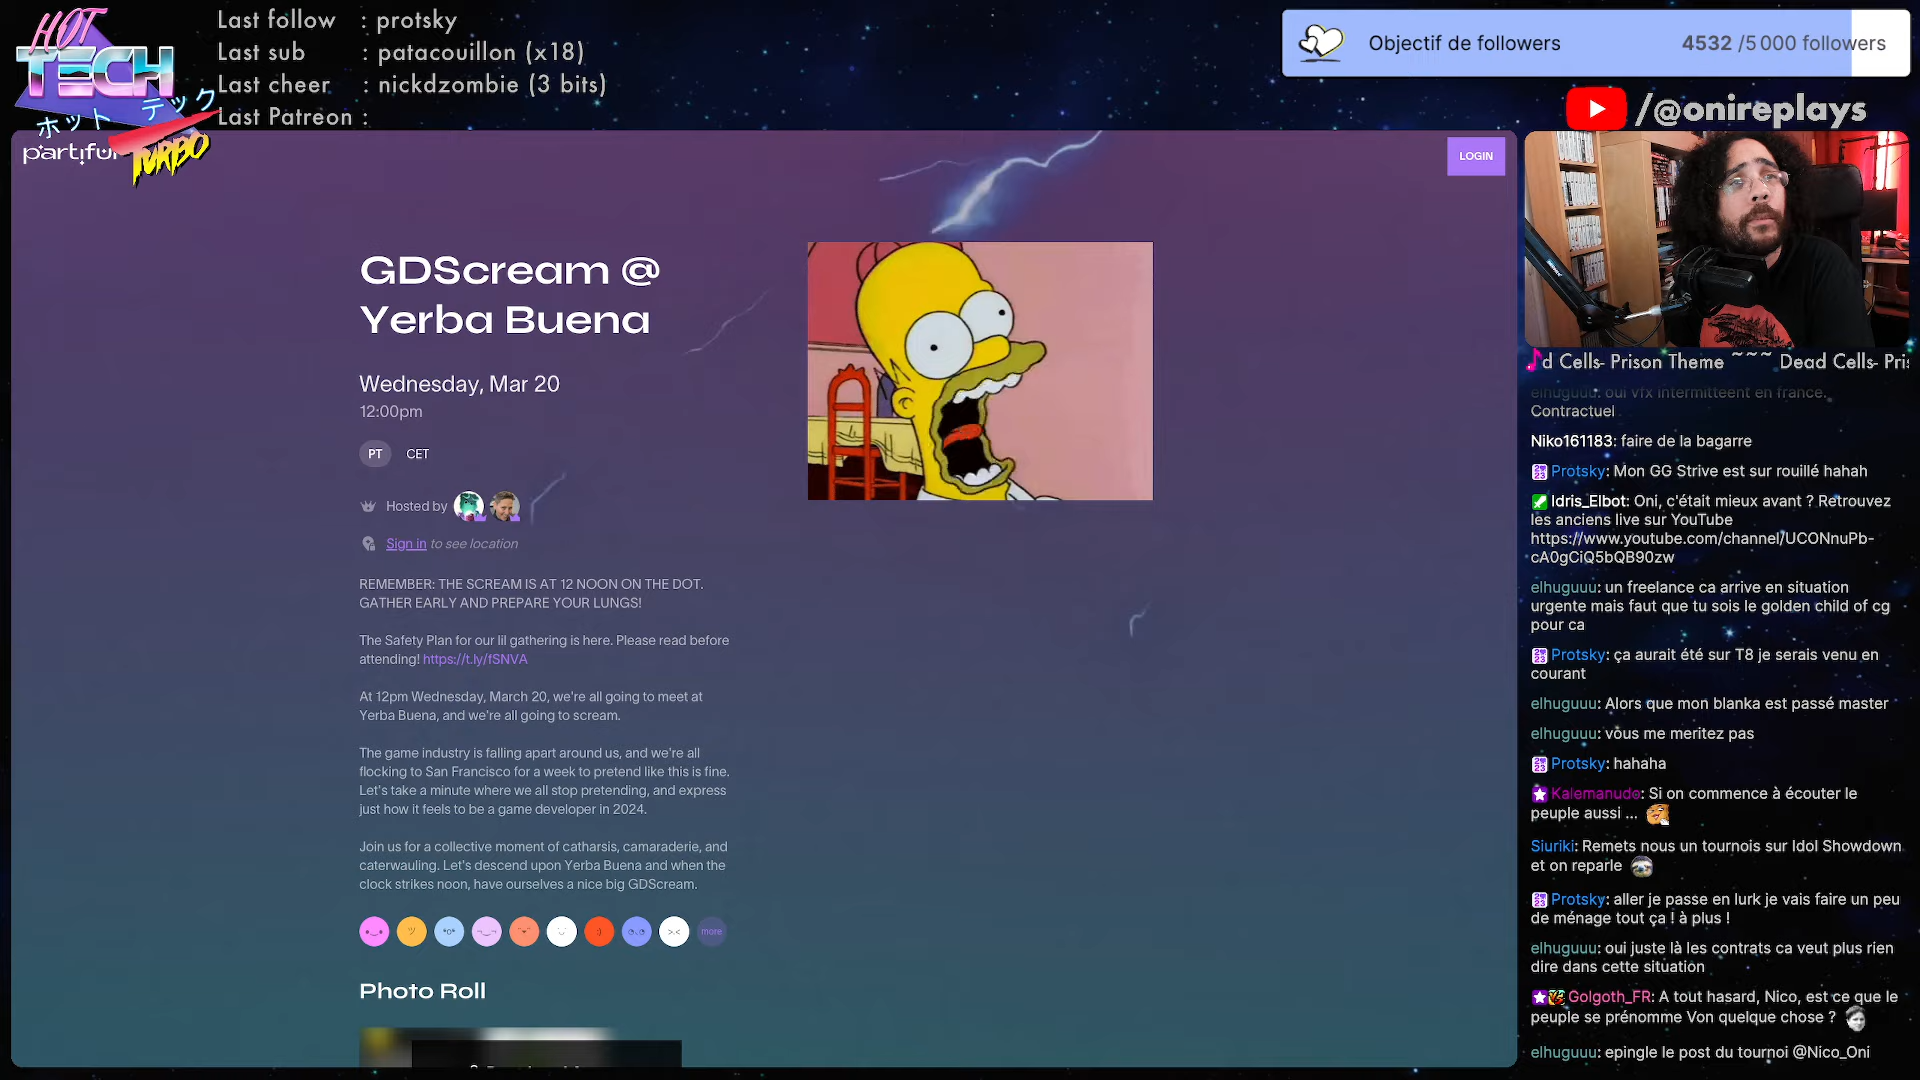 HOT
TECH
ホット テック
TURBO
Last follow : protsky
Last sub : patacouillon (x18)
Last cheer : nickdzombie (3 bits)
Last Patreon :
Objectif de followers
4532 /5 000 followers
/@onireplays
partiful
LOGIN
GDScream @
Yerba Buena
Wednesday, Mar 20
12:00pm
PT CET
Hosted by
Sign in to see location
REMEMBER: THE SCREAM IS AT 12 NOON ON THE DOT.
GATHER EARLY AND PREPARE YOUR LUNGS!
The Safety Plan for our lil gathering is here. Please read before
attending! https://t.ly/fSNVA
At 12pm Wednesday, March 20, we're all going to meet at
Yerba Buena, and we're all going to scream.
The game industry is falling apart around us, and we're all
flocking to San Francisco for a week to pretend like this is fine.
Let's take a minute where we all stop pretending, and express
just how it feels to be a game developer in 2024.
Join us for a collective moment of catharsis, camaraderie, and
caterwauling. Let's descend upon Yerba Buena and when the
clock strikes noon, have ourselves a nice big GDScream.
more
Photo Roll
d Cells- Prison Theme ~~~ Dead Cells- Pris
elhuguuu: oui vfx intermitteent en france.
Contractuel
Niko161183: faire de la bagarre
Protsky: Mon GG Strive est sur rouillé hahah
Idris_Elbot: Oni, c'était mieux avant ? Retrouvez
les anciens live sur YouTube
https://www.youtube.com/channel/UCONnuPb-
cA0gCiQ5bQB90zw
elhuguuu: un freelance ca arrive en situation
urgente mais faut que tu sois le golden child of cg
pour ca
Protsky: ça aurait été sur T8 je serais venu en
courant
elhuguuu: Alors que mon blanka est passé master
elhuguuu: vous me meritez pas
Protsky: hahaha
Kalemanudo: Si on commence à écouter le
peuple aussi ...
Siuriki: Remets nous un tournois sur Idol Showdown
et on reparle
Protsky: aller je passe en lurk je vais faire un peu
de ménage tout ça ! à plus !
elhuguuu: oui juste là les contrats ca veut plus rien
dire dans cette situation
Golgoth_FR: A tout hasard, Nico, est ce que le
peuple se prénomme Von quelque chose ?
elhuguuu: epingle le post du tournoi @Nico_Oni